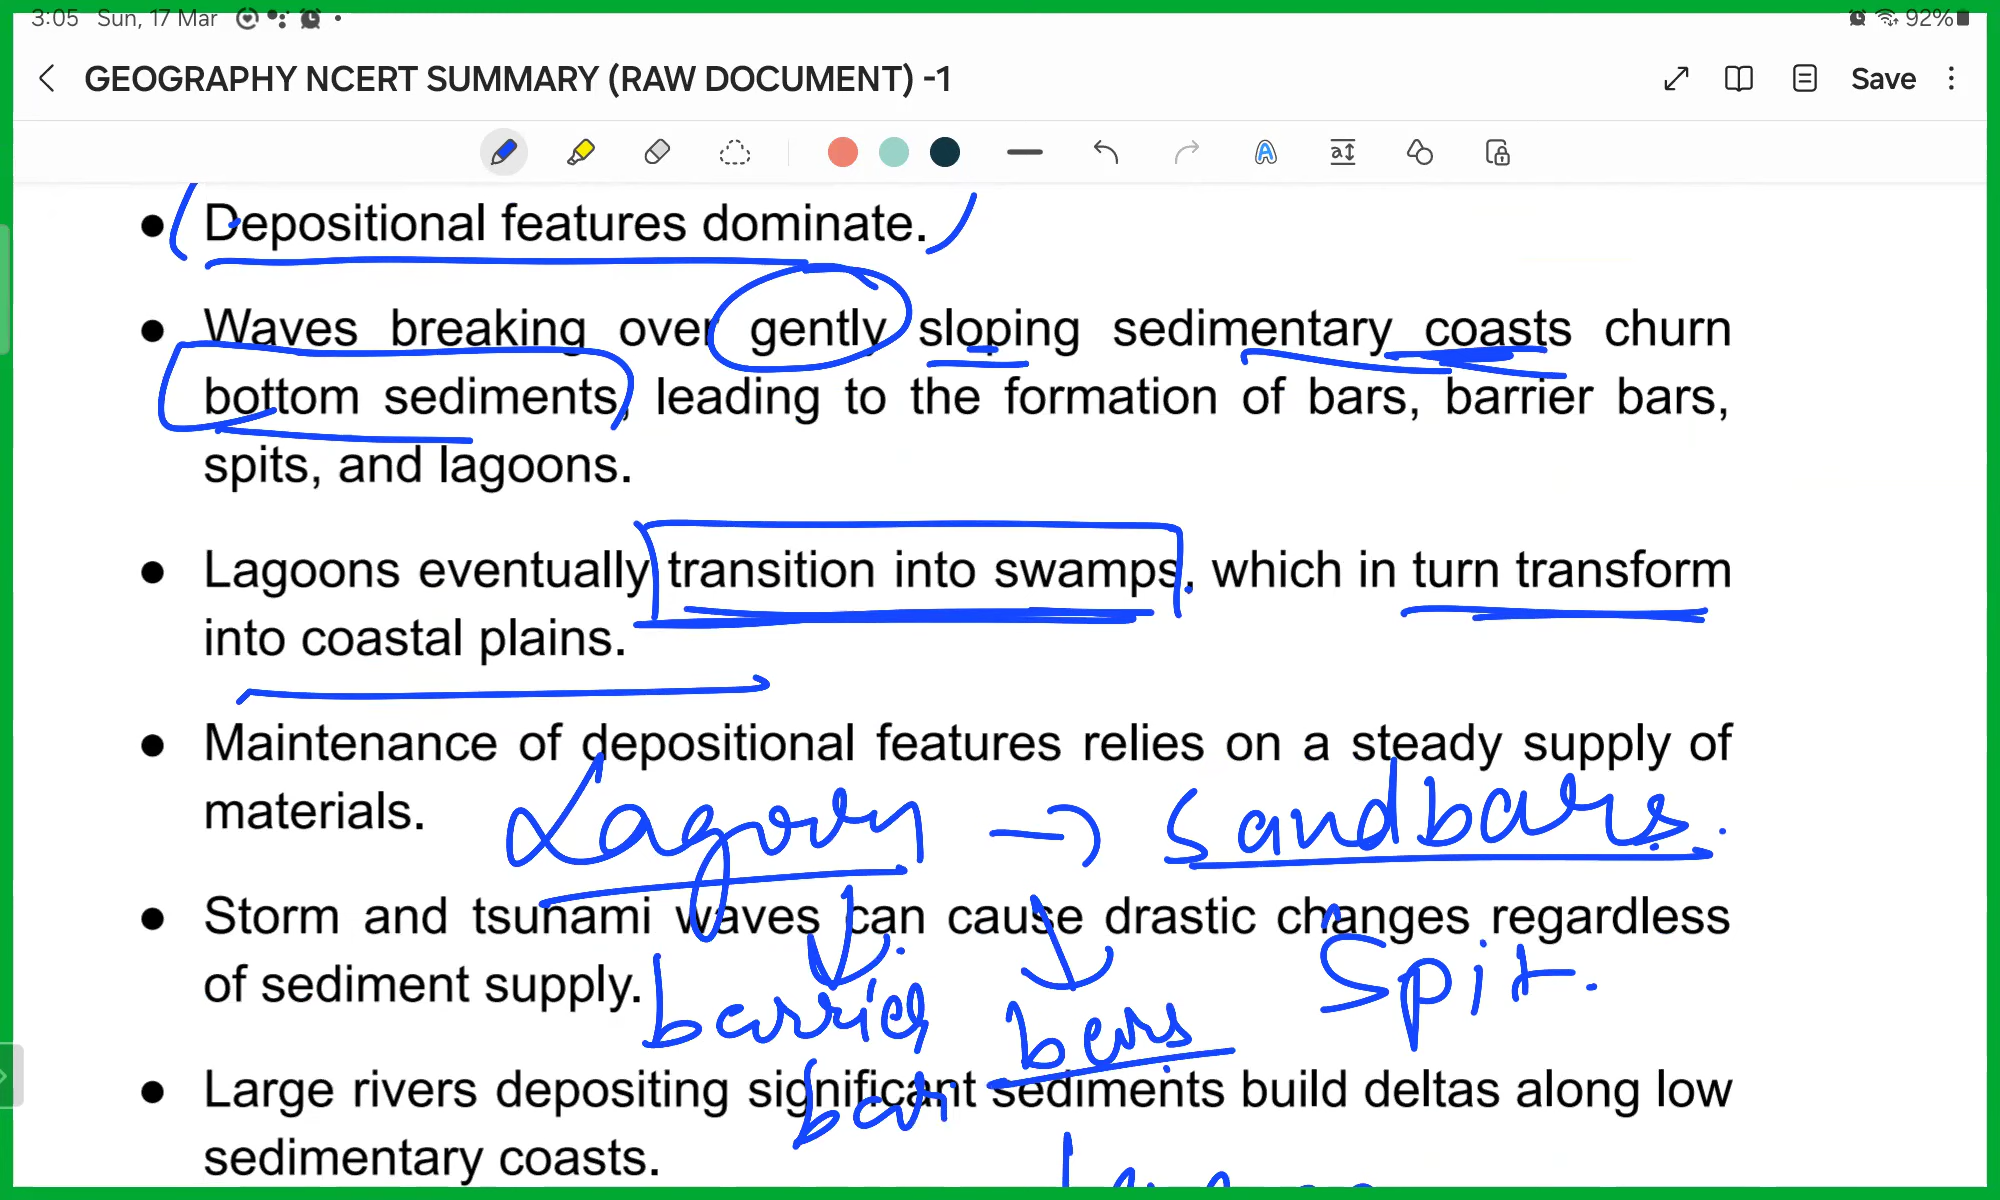 3:05 Sun, 17 Mar
92%
GEOGRAPHY NCERT SUMMARY (RAW DOCUMENT) -1
Save
● Depositional features dominate.
● Waves breaking over gently sloping sedimentary coasts churn
bottom sediments, leading to the formation of bars, barrier bars,
spits, and lagoons.
● Lagoons eventually transition into swamps, which in turn transform
into coastal plains.
● Maintenance of depositional features relies on a steady supply of
materials.
Lagoon → Sandbars.
● Storm and tsunami waves can cause drastic changes regardless
of sediment supply.
Spit.
barrier bars
bar
● Large rivers depositing significant sediments build deltas along low
sedimentary coasts.